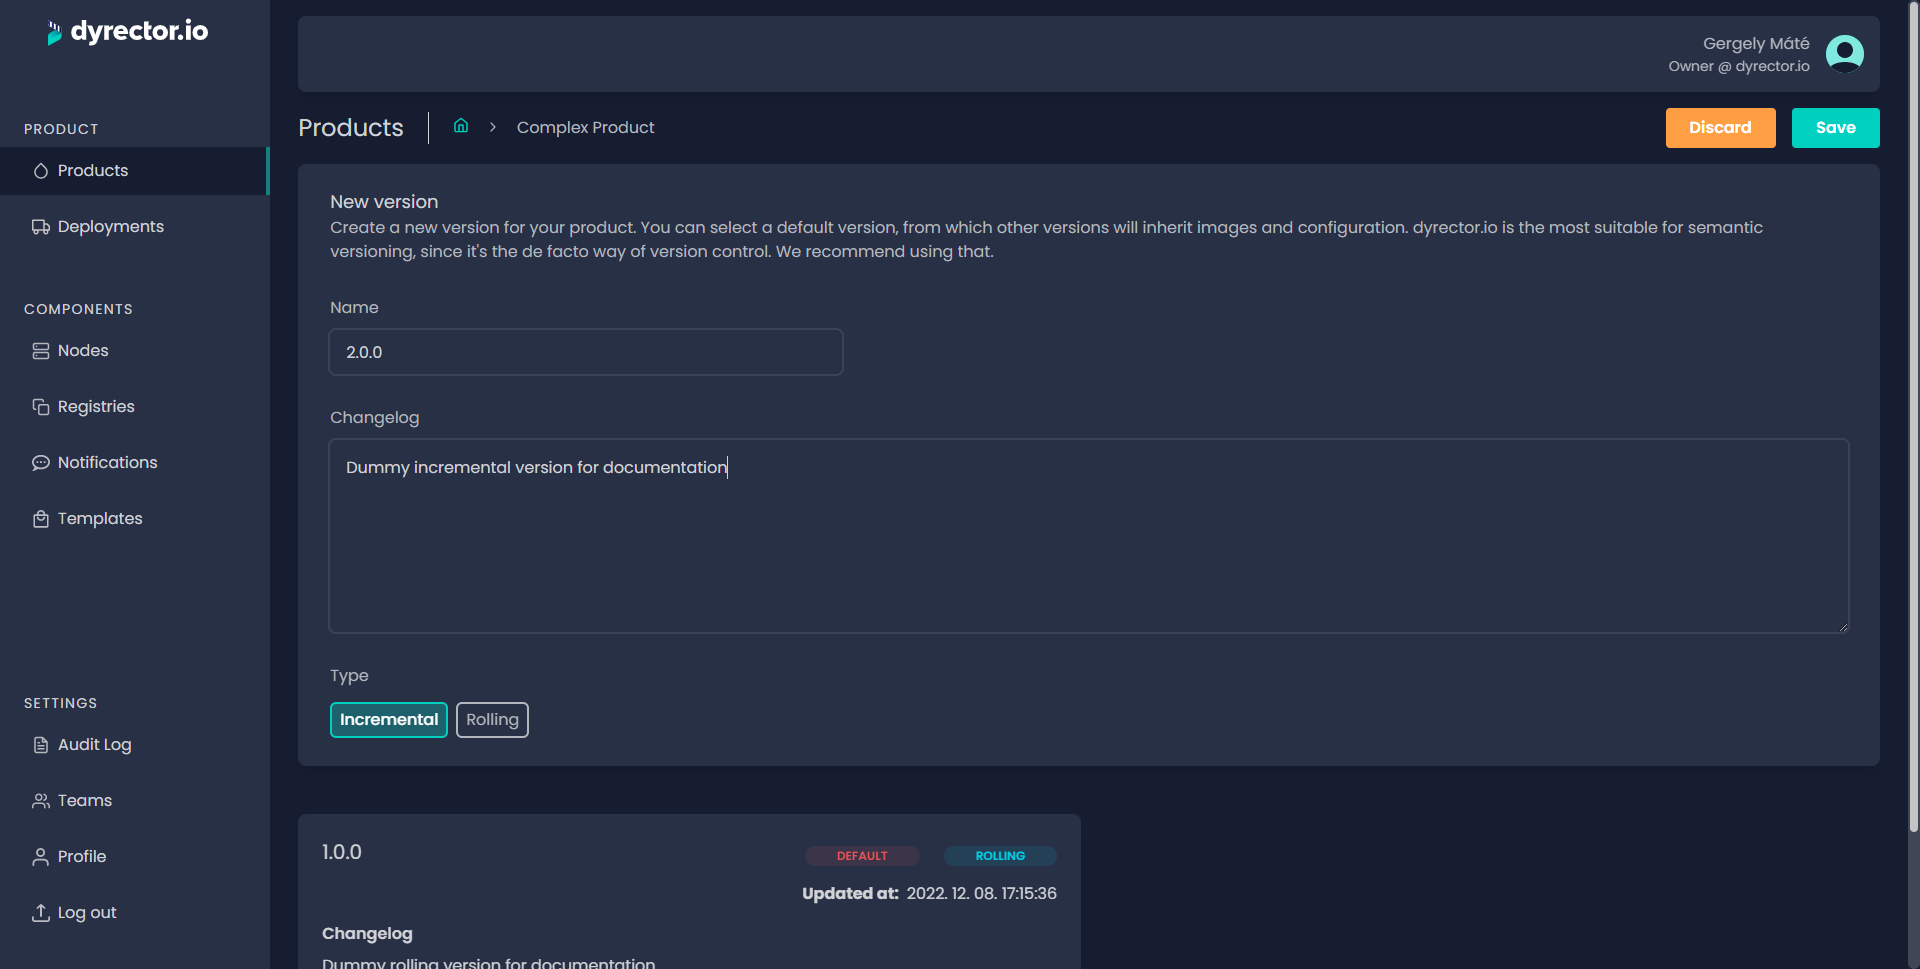 dyrector.io
Gergely Máté
Owner @ dyrector.io
PRODUCT
Products
Deployments
COMPONENTS
Nodes
Registries
Notifications
Templates
SETTINGS
Audit Log
Teams
Profile
Log out
Products
Complex Product
Discard
Save
New version
Create a new version for your product. You can select a default version, from which other versions will inherit images and configuration. dyrector.io is the most suitable for semantic
versioning, since it's the de facto way of version control. We recommend using that.
Name
2.0.0
Changelog
Dummy incremental version for documentation
Type
Incremental
Rolling
1.0.0
DEFAULT
ROLLING
Updated at: 2022. 12. 08. 17:15:36
Changelog
Dummy rolling version for documentation